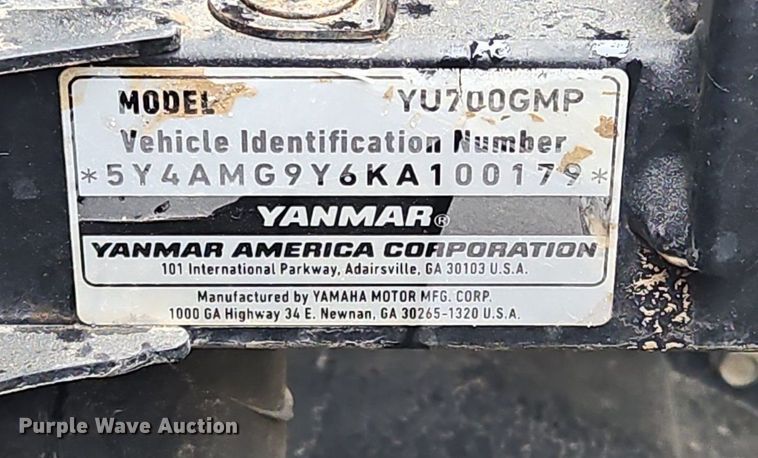 MODEL YU700GMP
Vehicle Identification Number
*5Y4AMG9Y6KA100179*
YANMAR®
YANMAR AMERICA CORPORATION
101 International Parkway, Adairsville, GA 30103 U.S.A.
Manufactured by YAMAHA MOTOR MFG. CORP.
1000 GA Highway 34 E. Newnan, GA 30265-1320 U.S.A.
Purple Wave Auction